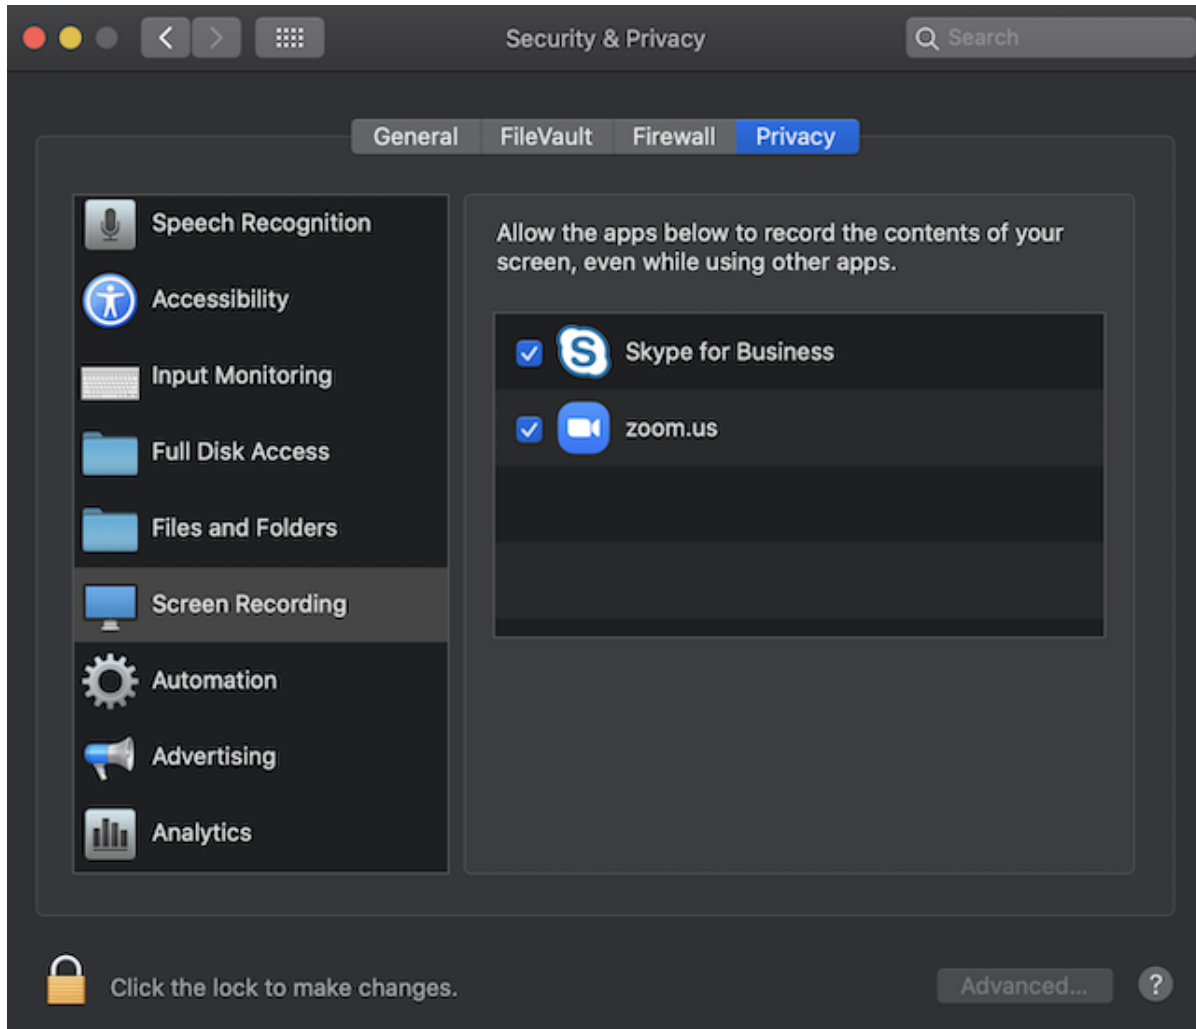 Security & Privacy
Search
General
FileVault
Firewall
Privacy
Speech Recognition
Accessibility
Input Monitoring
Full Disk Access
Files and Folders
Screen Recording
Automation
Advertising
Analytics
Allow the apps below to record the contents of your
screen, even while using other apps.
S
Skype for Business
zoom.us
Click the lock to make changes.
Advanced...
?